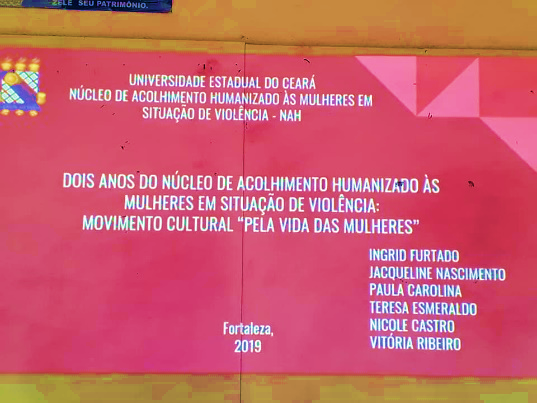 ZELE SEU PATRIMÔNIO.
UNIVERSIDADE ESTADUAL DO CEARÁ
NÚCLEO DE ACOLHIMENTO HUMANIZADO ÀS MULHERES EM
SITUAÇÃO DE VIOLÊNCIA - NAH
DOIS ANOS DO NÚCLEO DE ACOLHIMENTO HUMANIZADO ÀS
MULHERES EM SITUAÇÃO DE VIOLÊNCIA:
MOVIMENTO CULTURAL “PELA VIDA DAS MULHERES”
INGRID FURTADO
JACQUELINE NASCIMENTO
PAULA CAROLINA
TERESA ESMERALDO
NICOLE CASTRO
VITÓRIA RIBEIRO
Fortaleza,
2019